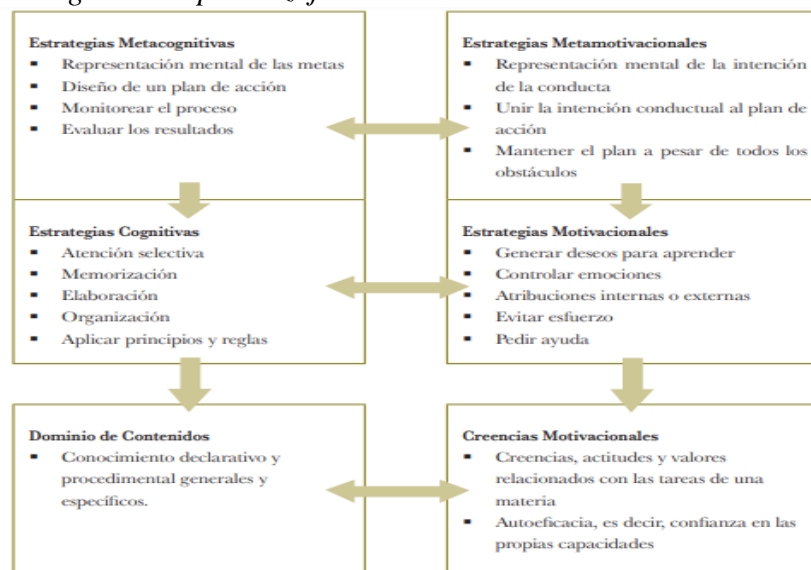 Estrategias Metacognitivas
▪ Representación mental de las metas
▪ Diseño de un plan de acción
▪ Monitorear el proceso
▪ Evaluar los resultados
Estrategias Metamotivacionales
▪ Representación mental de la intención
de la conducta
▪ Unir la intención conductual al plan de
acción
▪ Mantener el plan a pesar de todos los
obstáculos
Estrategias Cognitivas
▪ Atención selectiva
▪ Memorización
▪ Elaboración
▪ Organización
▪ Aplicar principios y reglas
Estrategias Motivacionales
▪ Generar deseos para aprender
▪ Controlar emociones
▪ Atribuciones internas o externas
▪ Evitar esfuerzo
▪ Pedir ayuda
Dominio de Contenidos
▪ Conocimiento declarativo y
procedimental generales y
específicos.
Creencias Motivacionales
▪ Creencias, actitudes y valores
relacionados con las tareas de una
materia
▪ Autoeficacia, es decir, confianza en las
propias capacidades